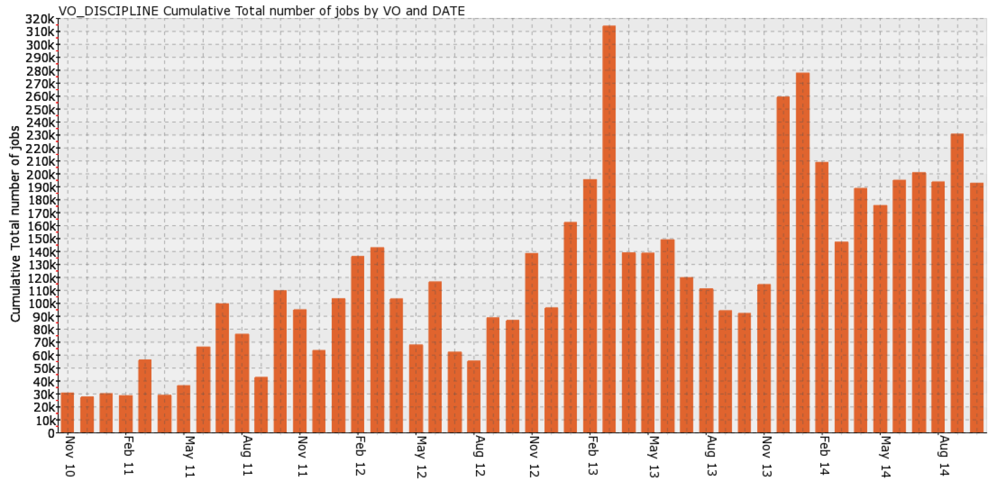 VO_DISCIPLINE Cumulative Total number of jobs by VO and DATE
320k
310k
300k
290k
280k
270k
260k
250k
240k
230k
220k
210k
200k
190k
180k
170k
160k
150k
140k
130k
120k
110k
100k
90k
80k
70k
60k
50k
40k
30k
20k
10k
0
Cumulative Total number of jobs
Nov 10
Feb 11
May 11
Aug 11
Nov 11
Feb 12
May 12
Aug 12
Nov 12
Feb 13
May 13
Aug 13
Nov 13
Feb 14
May 14
Aug 14